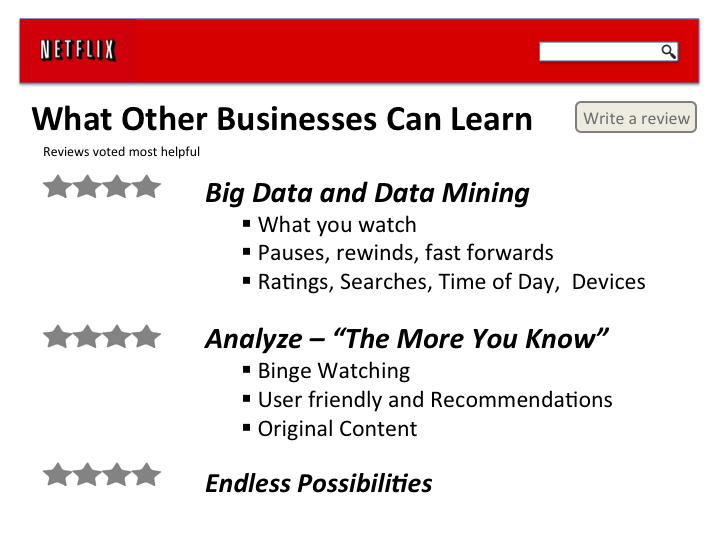 NETFLIX
What Other Businesses Can Learn
Write a review
Reviews voted most helpful
Big Data and Data Mining
▪ What you watch
▪ Pauses, rewinds, fast forwards
▪ Ratings, Searches, Time of Day, Devices
Analyze – “The More You Know”
▪ Binge Watching
▪ User friendly and Recommendations
▪ Original Content
Endless Possibilities